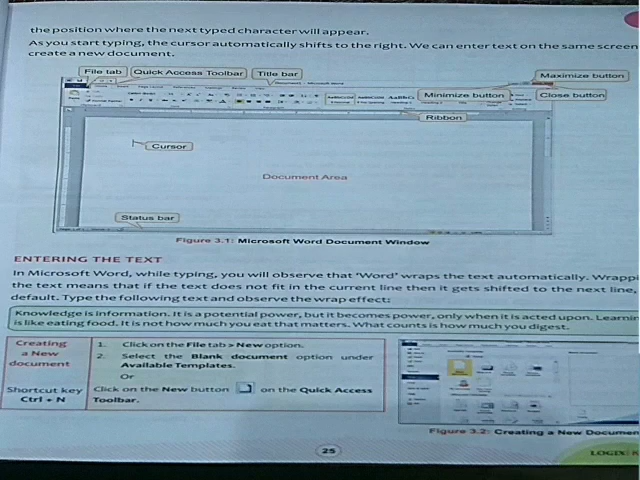 the position where the next typed character will appear.
As you start typing, the cursor automatically shifts to the right. We can enter text on the same screen
create a new document.
File tab
Quick Access Toolbar
Title bar
Maximize button
Minimize button
Close button
Ribbon
Cursor
Document Area
Status bar
Figure 3.1: Microsoft Word Document Window
ENTERING THE TEXT
In Microsoft Word, while typing, you will observe that 'Word' wraps the text automatically. Wrappi
the text means that if the text does not fit in the current line then it gets shifted to the next line,
default. Type the following text and observe the wrap effect:
Knowledge is information. It is a potential power, but it becomes power, only when it is acted upon. Learnin
is like eating food. It is not how much you eat that matters. What counts is how much you digest.
Creating
a New
document
Shortcut key
Ctrl + N
1. Click on the File tab > New option.
2. Select the Blank document option under
Available Templates.
Or
Click on the New button on the Quick Access
Toolbar.
Figure 3.2: Creating a New Documen
25
LOGIX